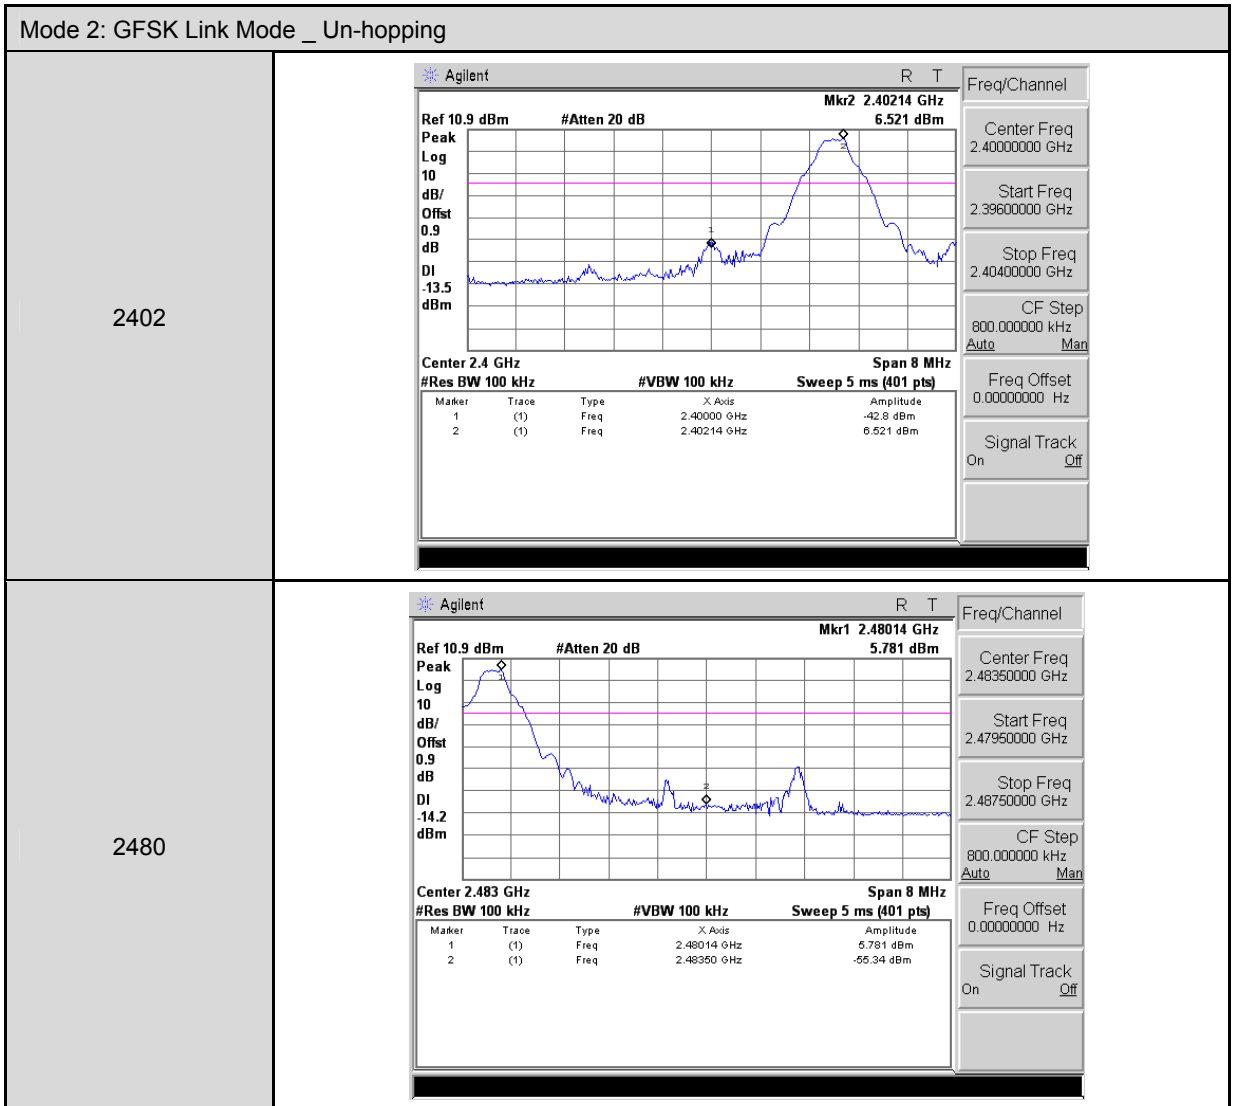 Mode 2: GFSK Link Mode _ Un-hopping
2402
Agilent R T
Mkr2 2.40214 GHz
Ref 10.9 dBm #Atten 20 dB 6.521 dBm
Peak
Log
10
dB/
Offst
0.9
dB
DI
-13.5
dBm
1
2
Center 2.4 GHz Span 8 MHz
#Res BW 100 kHz #VBW 100 kHz Sweep 5 ms (401 pts)
Marker Trace Type X Axis Amplitude
1 (1) Freq 2.40000 GHz -42.8 dBm
2 (1) Freq 2.40214 GHz 6.521 dBm
Freq/Channel
Center Freq
2.40000000 GHz
Start Freq
2.39600000 GHz
Stop Freq
2.40400000 GHz
CF Step
800.000000 kHz
Auto Man
Freq Offset
0.00000000 Hz
Signal Track
On Off
2480
Agilent R T
Mkr1 2.48014 GHz
Ref 10.9 dBm #Atten 20 dB 5.781 dBm
Peak
Log
10
dB/
Offst
0.9
dB
DI
-14.2
dBm
1
2
Center 2.483 GHz Span 8 MHz
#Res BW 100 kHz #VBW 100 kHz Sweep 5 ms (401 pts)
Marker Trace Type X Axis Amplitude
1 (1) Freq 2.48014 GHz 5.781 dBm
2 (1) Freq 2.48350 GHz -55.34 dBm
Freq/Channel
Center Freq
2.48350000 GHz
Start Freq
2.47950000 GHz
Stop Freq
2.48750000 GHz
CF Step
800.000000 kHz
Auto Man
Freq Offset
0.00000000 Hz
Signal Track
On Off